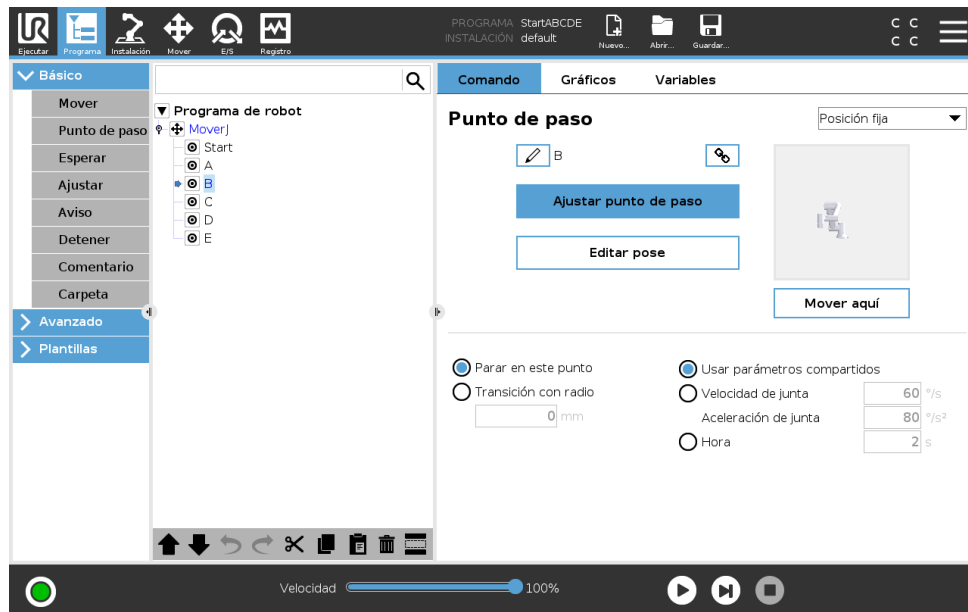 UR
PROGRAMA StartABCDE
INSTALACIÓN default
Ejecutar Programa Instalación Mover E/S Registro Nuevo... Abrir... Guardar...
C C
C C
Básico
Mover
Punto de paso
Esperar
Ajustar
Aviso
Detener
Comentario
Carpeta
Avanzado
Plantillas
Programa de robot
MoverJ
Start
A
B
C
D
E
Comando Gráficos Variables
Punto de paso Posición fija
B
Ajustar punto de paso
Editar pose
Mover aquí
Parar en este punto
Transición con radio
0 mm
Usar parámetros compartidos
Velocidad de junta 60 °/s
Aceleración de junta 80 °/s²
Hora 2 s
Velocidad 100%